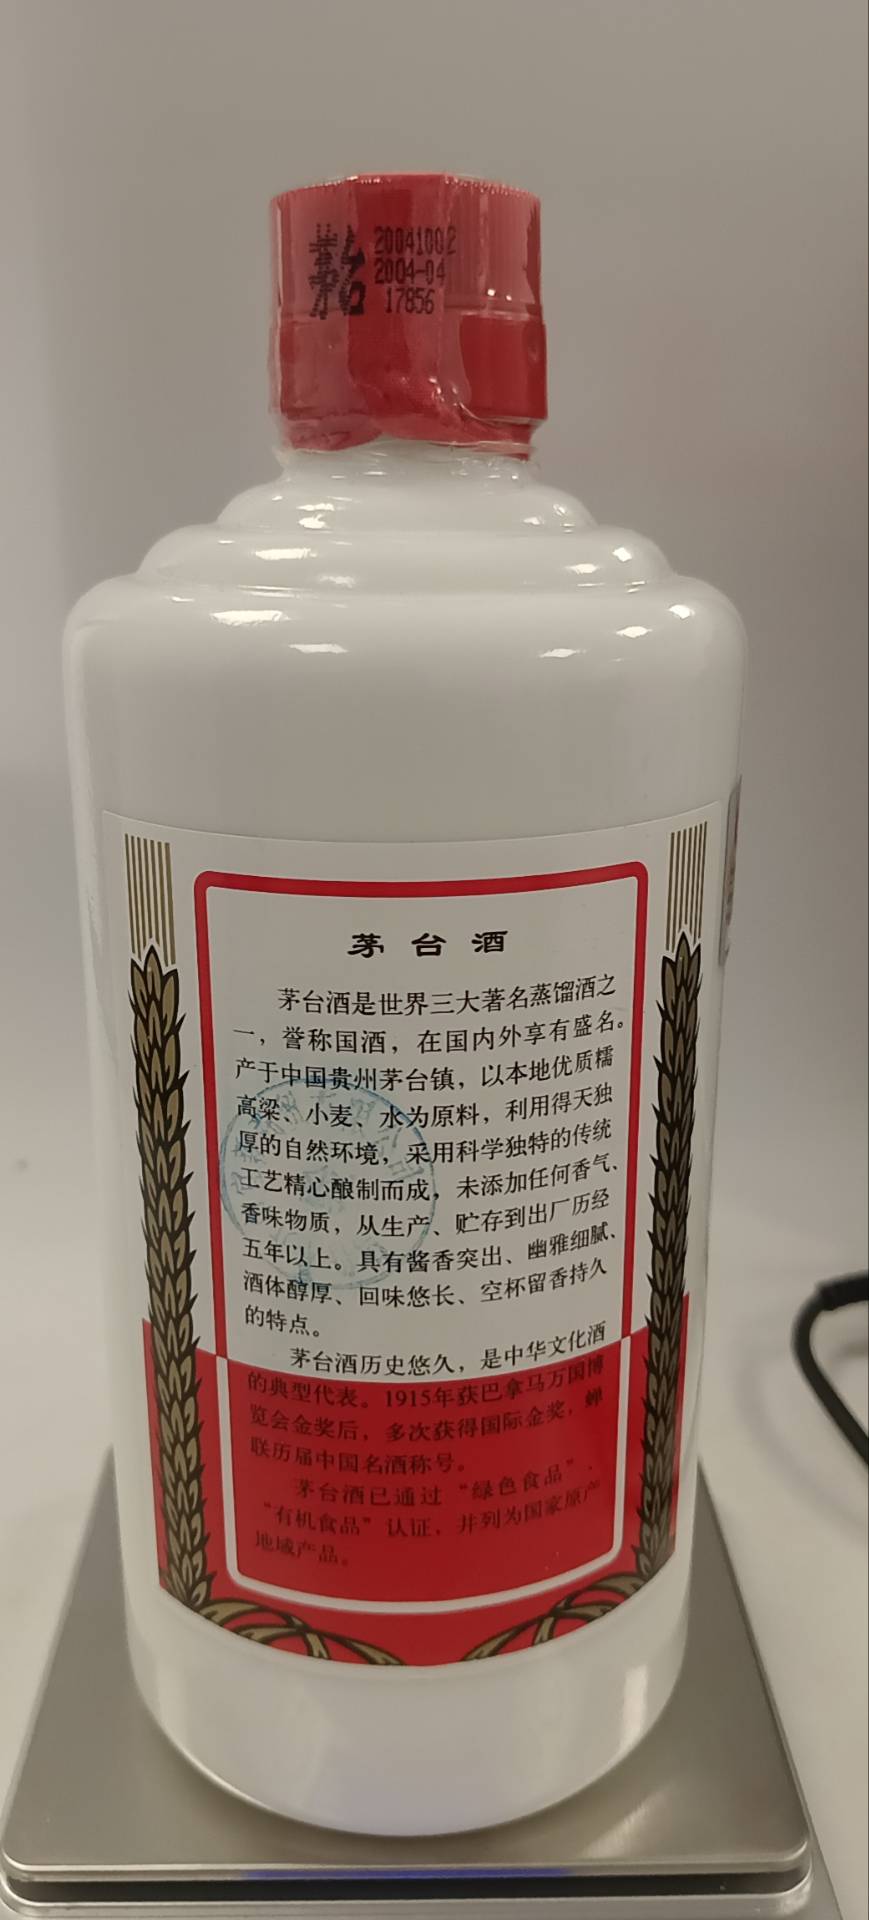 茅台
20041002
2004-04
17856
茅台酒
茅台酒是世界三大著名蒸馏酒之
一，誉称国酒，在国内外享有盛名。
产于中国贵州茅台镇，以本地优质糯
高粱、小麦、水为原料，利用得天独
厚的自然环境，采用科学独特的传统
工艺精心酿制而成，未添加任何香气、
香味物质，从生产、贮存到出厂历经
五年以上。具有酱香突出、幽雅细腻、
酒体醇厚、回味悠长、空杯留香持久
的特点。
茅台酒历史悠久，是中华文化酒
的典型代表。1915年获巴拿马万国博
览会金奖后，多次获得国际金奖，蝉
联历届中国名酒称号。
茅台酒已通过“绿色食品”、
“有机食品”认证，并列为国家原产
地域产品。